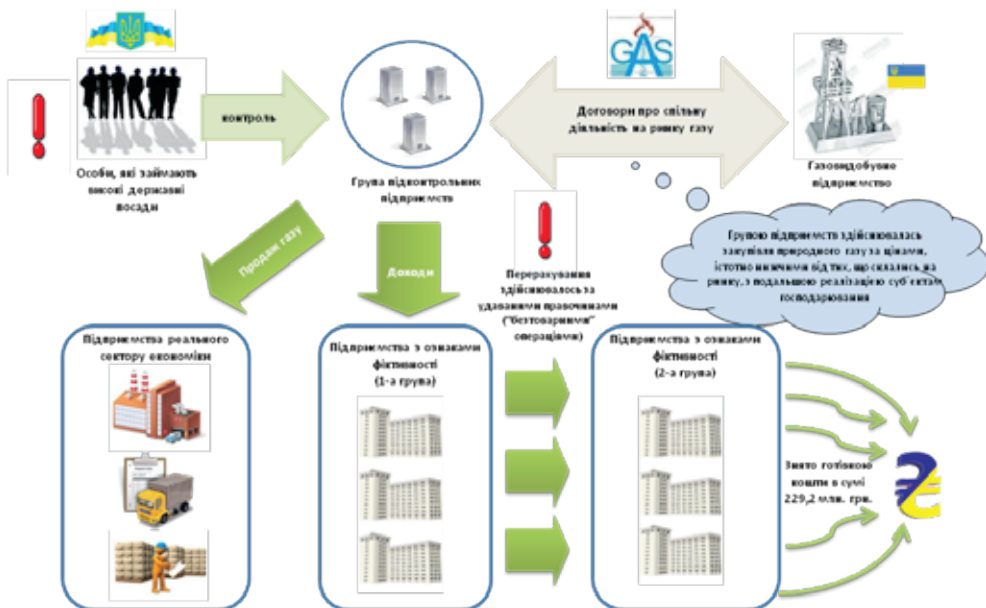 GAS
контроль
Договори про спільну
діяльність на ринку газу
Особи, які займають
високі державні
посади
Група підконтрольних
підприємств
Газовидобувне
підприємство
Продаж газу
Доходи
Перерахування
здійснювалось за
удаваними правочинами
("безтоварними"
операціями)
Групою підприємств здійснювалась
закупівля природного газу за цінами,
істотно нижчими від тих, що склались на
ринку, з подальшою реалізацією суб'єктам
господарювання
Підприємства реального
сектору економіки
Підприємства з ознаками
фіктивності
(1-а група)
Підприємства з ознаками
фіктивності
(2-а група)
Знято готівкою
кошти в сумі
229,2 млн. грн.